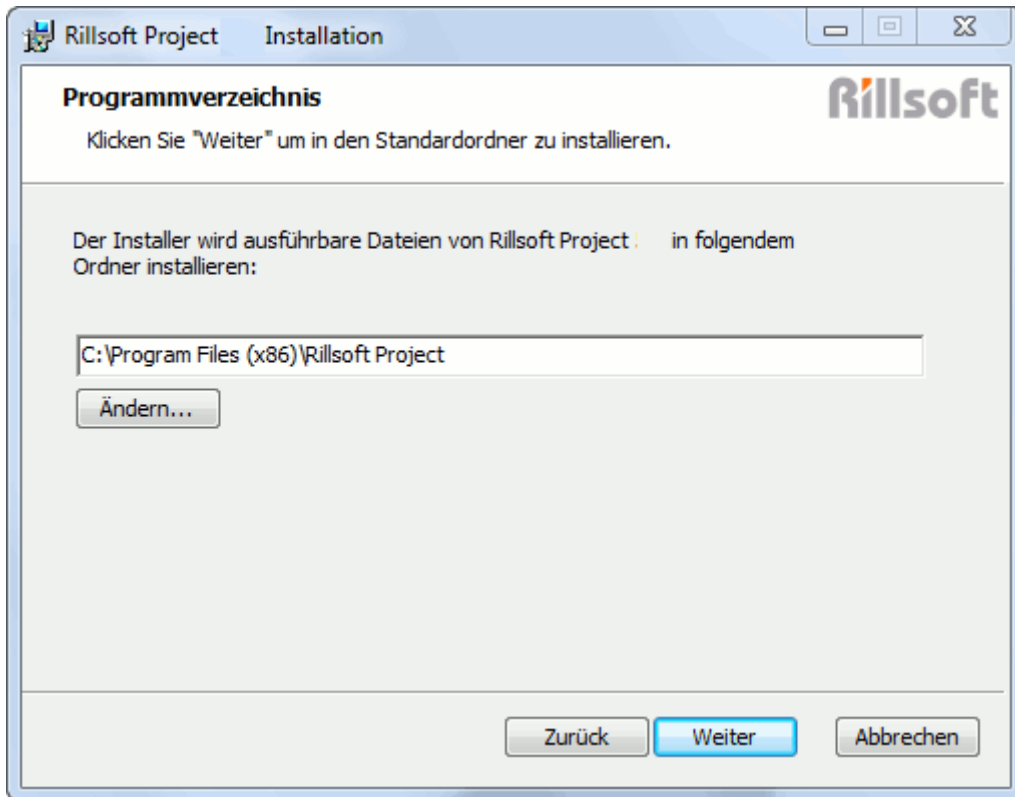 Rillsoft Project Installation
Programmverzeichnis
Rillsoft
Klicken Sie "Weiter" um in den Standardordner zu installieren.
Der Installer wird ausführbare Dateien von Rillsoft Project in folgendem
Ordner installieren:
C:\Program Files (x86)\Rillsoft Project
Ändern...
Zurück Weiter Abbrechen